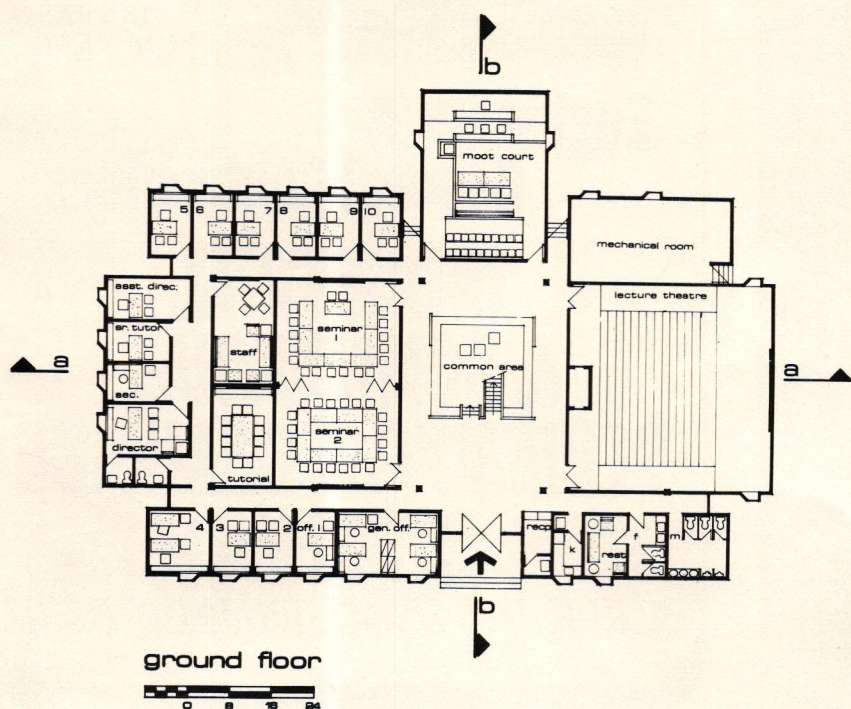 b
moot court
5 6 7 8 9 10
mechanical room
asst. direc.
lecture theatre
sr. tutor
seminar
1
staff
a
common area
a
sec.
seminar
2
director
tutorial
4 3 2 off. 1 gen. off. recp. k rest f m
b
ground floor
0 8 16 24